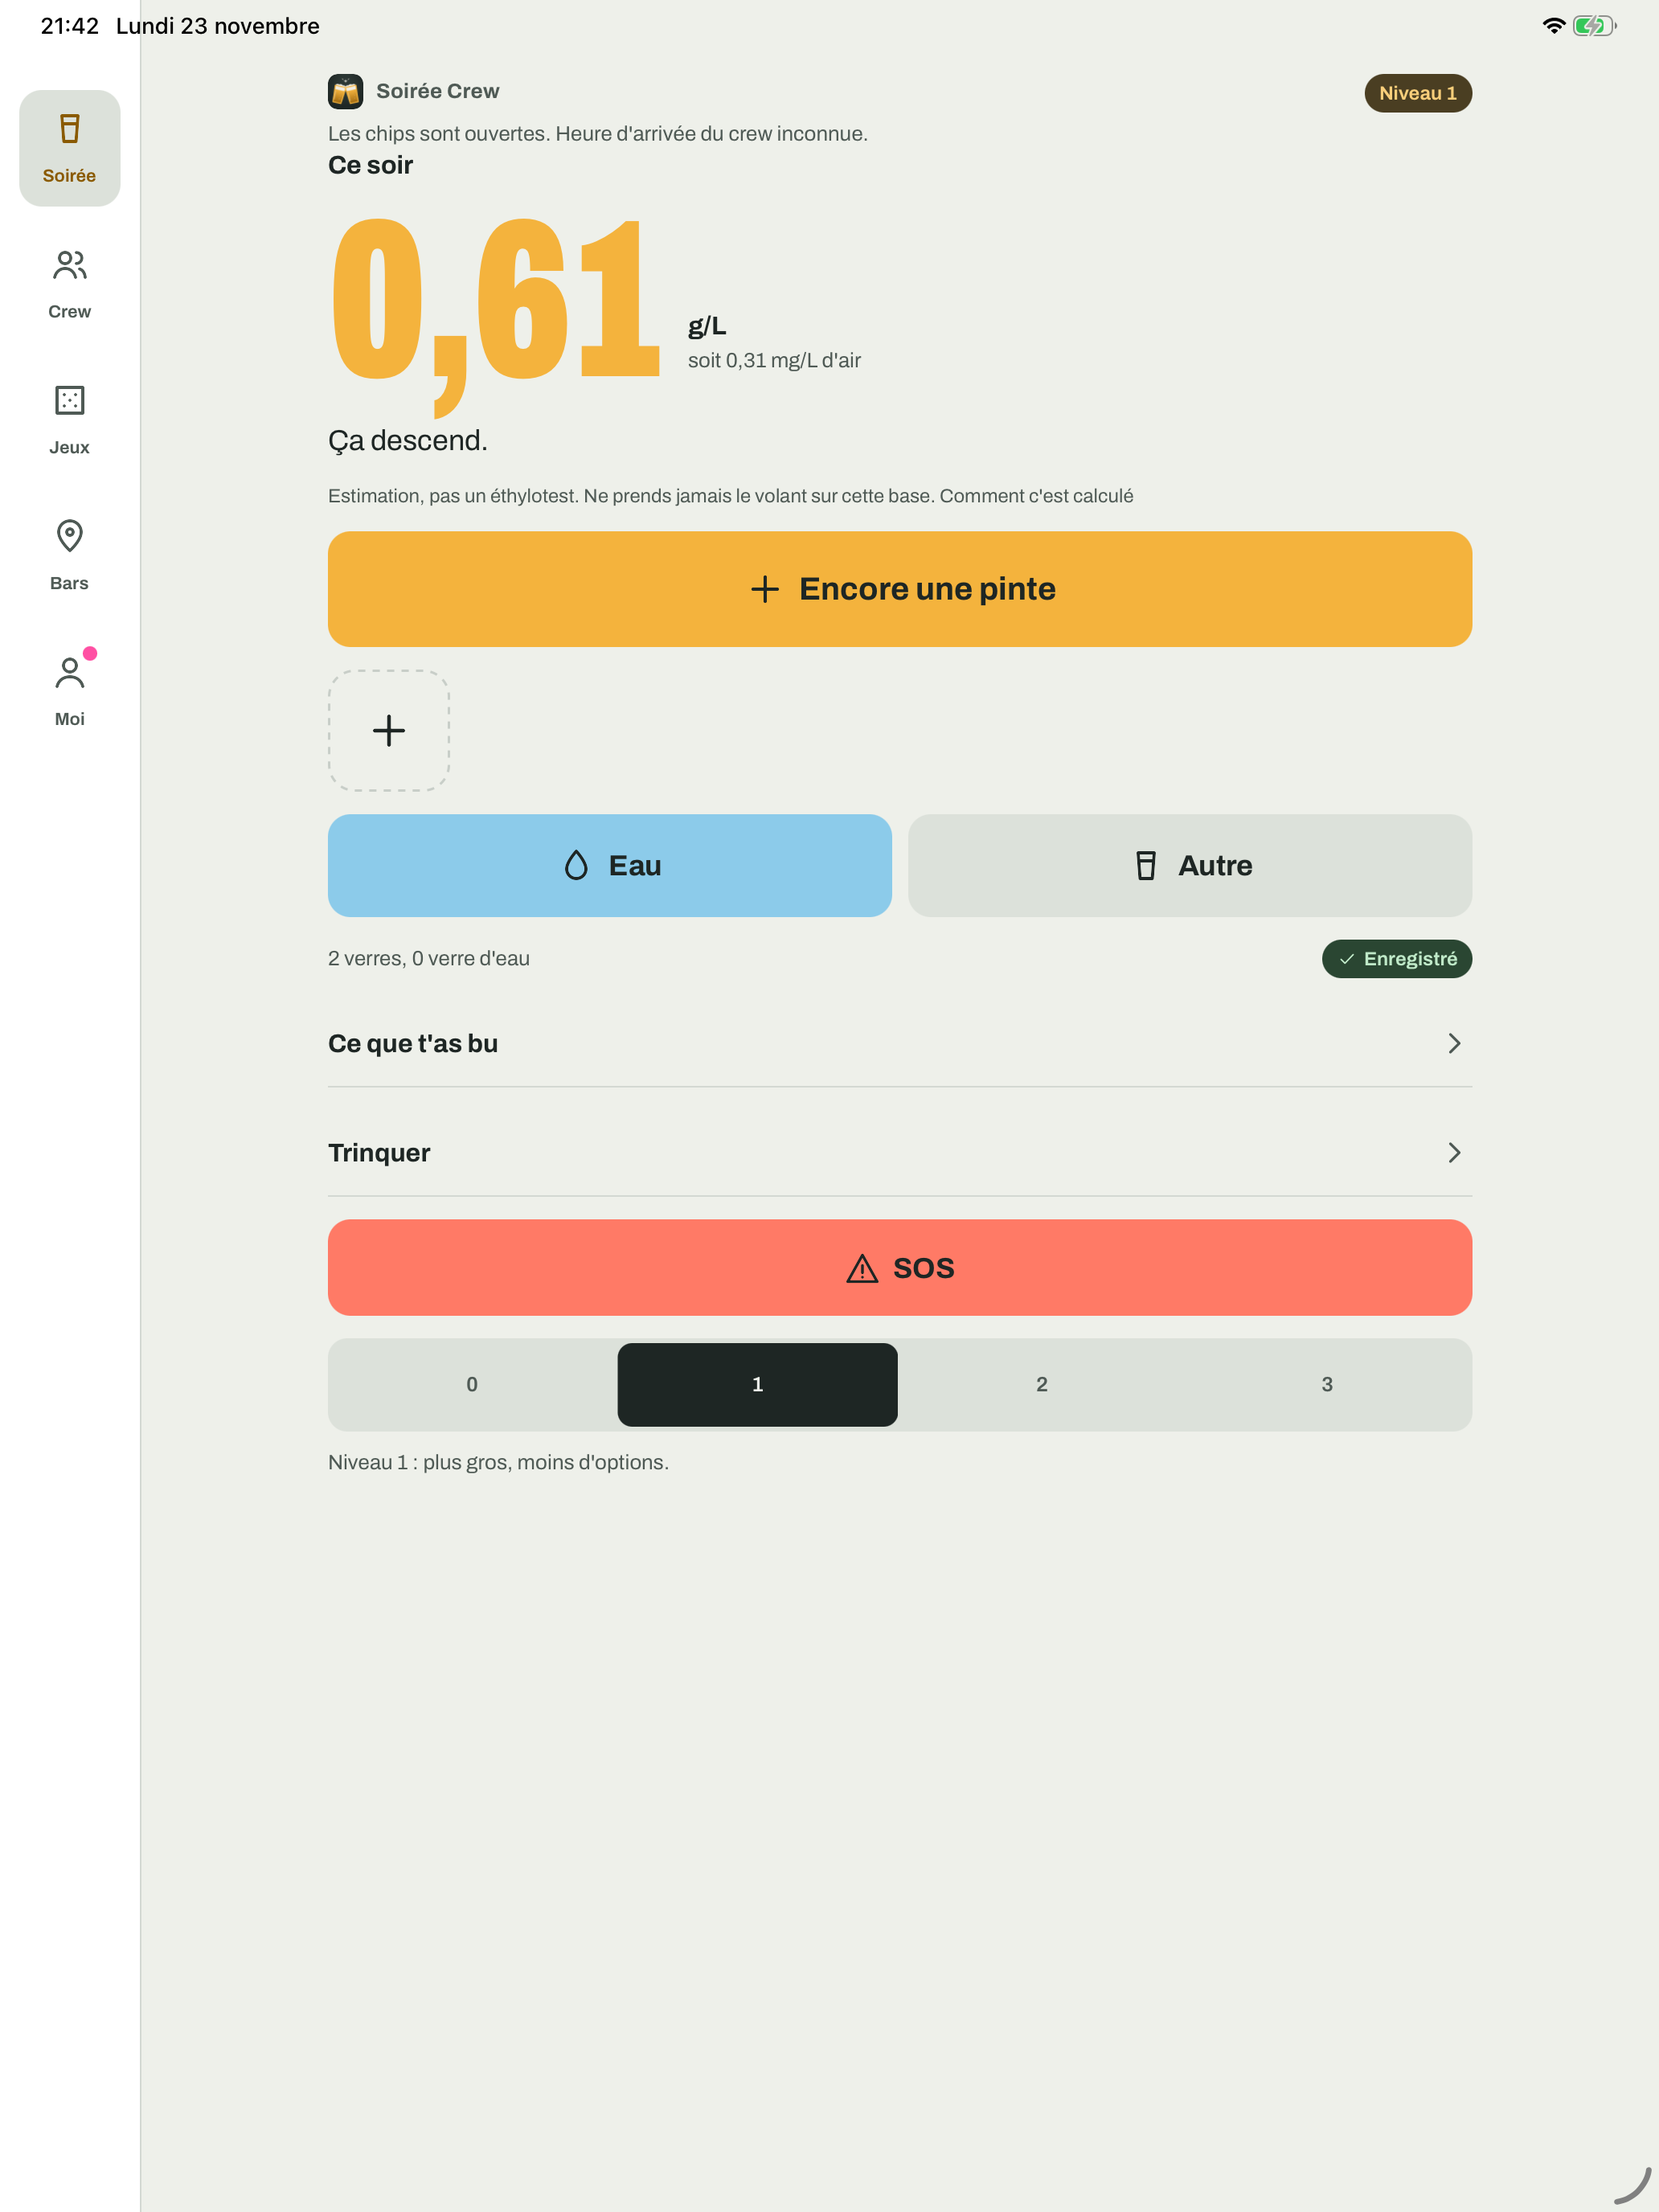 21:42 Lundi 23 novembre
Soirée
Crew
Jeux
Bars
Moi
Soirée Crew
Niveau 1
Les chips sont ouvertes. Heure d'arrivée du crew inconnue.
Ce soir
0,61
g/L
soit 0,31 mg/L d'air
Ça descend.
Estimation, pas un éthylotest. Ne prends jamais le volant sur cette base. Comment c'est calculé
Encore une pinte
Eau
Autre
2 verres, 0 verre d'eau
Enregistré
Ce que t'as bu
Trinquer
SOS
0
1
2
3
Niveau 1 : plus gros, moins d'options.